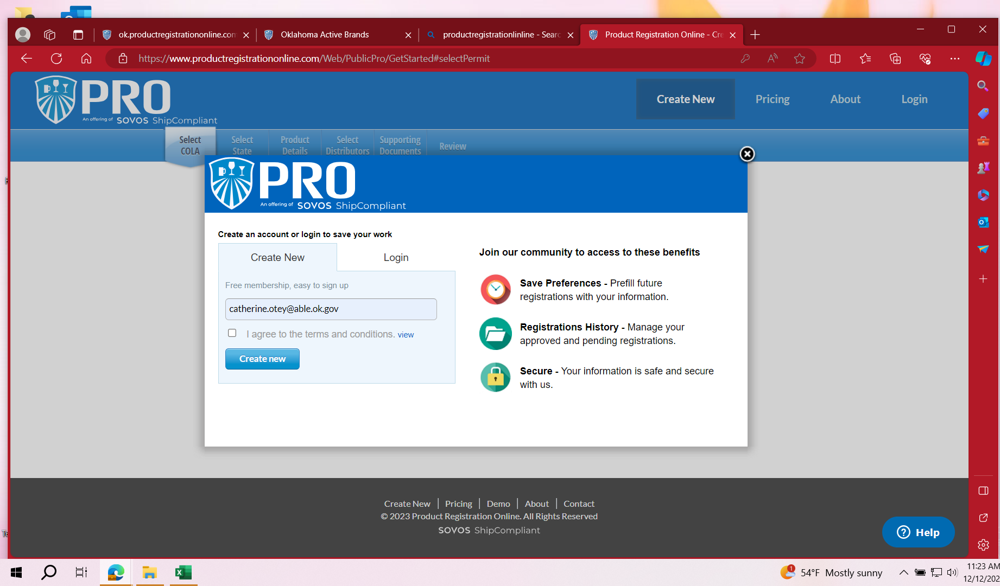 ok.productregistrationonline.com
Oklahoma Active Brands
productregistrationlinline - Searc
Product Registration Online - Cre
https://www.productregistrationonline.com/Web/PublicPro/GetStarted#selectPermit
PRO
An offering of SOVOS ShipCompliant
Create New
Pricing
About
Login
Select COLA
Select State
Product Details
Select Distributors
Supporting Documents
Review
PRO
An offering of SOVOS ShipCompliant
Create an account or login to save your work
Create New
Login
Free membership, easy to sign up
catherine.otey@able.ok.gov
I agree to the terms and conditions. view
Create new
Join our community to access to these benefits
Save Preferences - Prefill future
registrations with your information.
Registrations History - Manage your
approved and pending registrations.
Secure - Your information is safe and secure
with us.
Create New | Pricing | Demo | About | Contact
© 2023 Product Registration Online. All Rights Reserved
SOVOS ShipCompliant
? Help
1
54°F Mostly sunny
11:23 AM
12/12/202